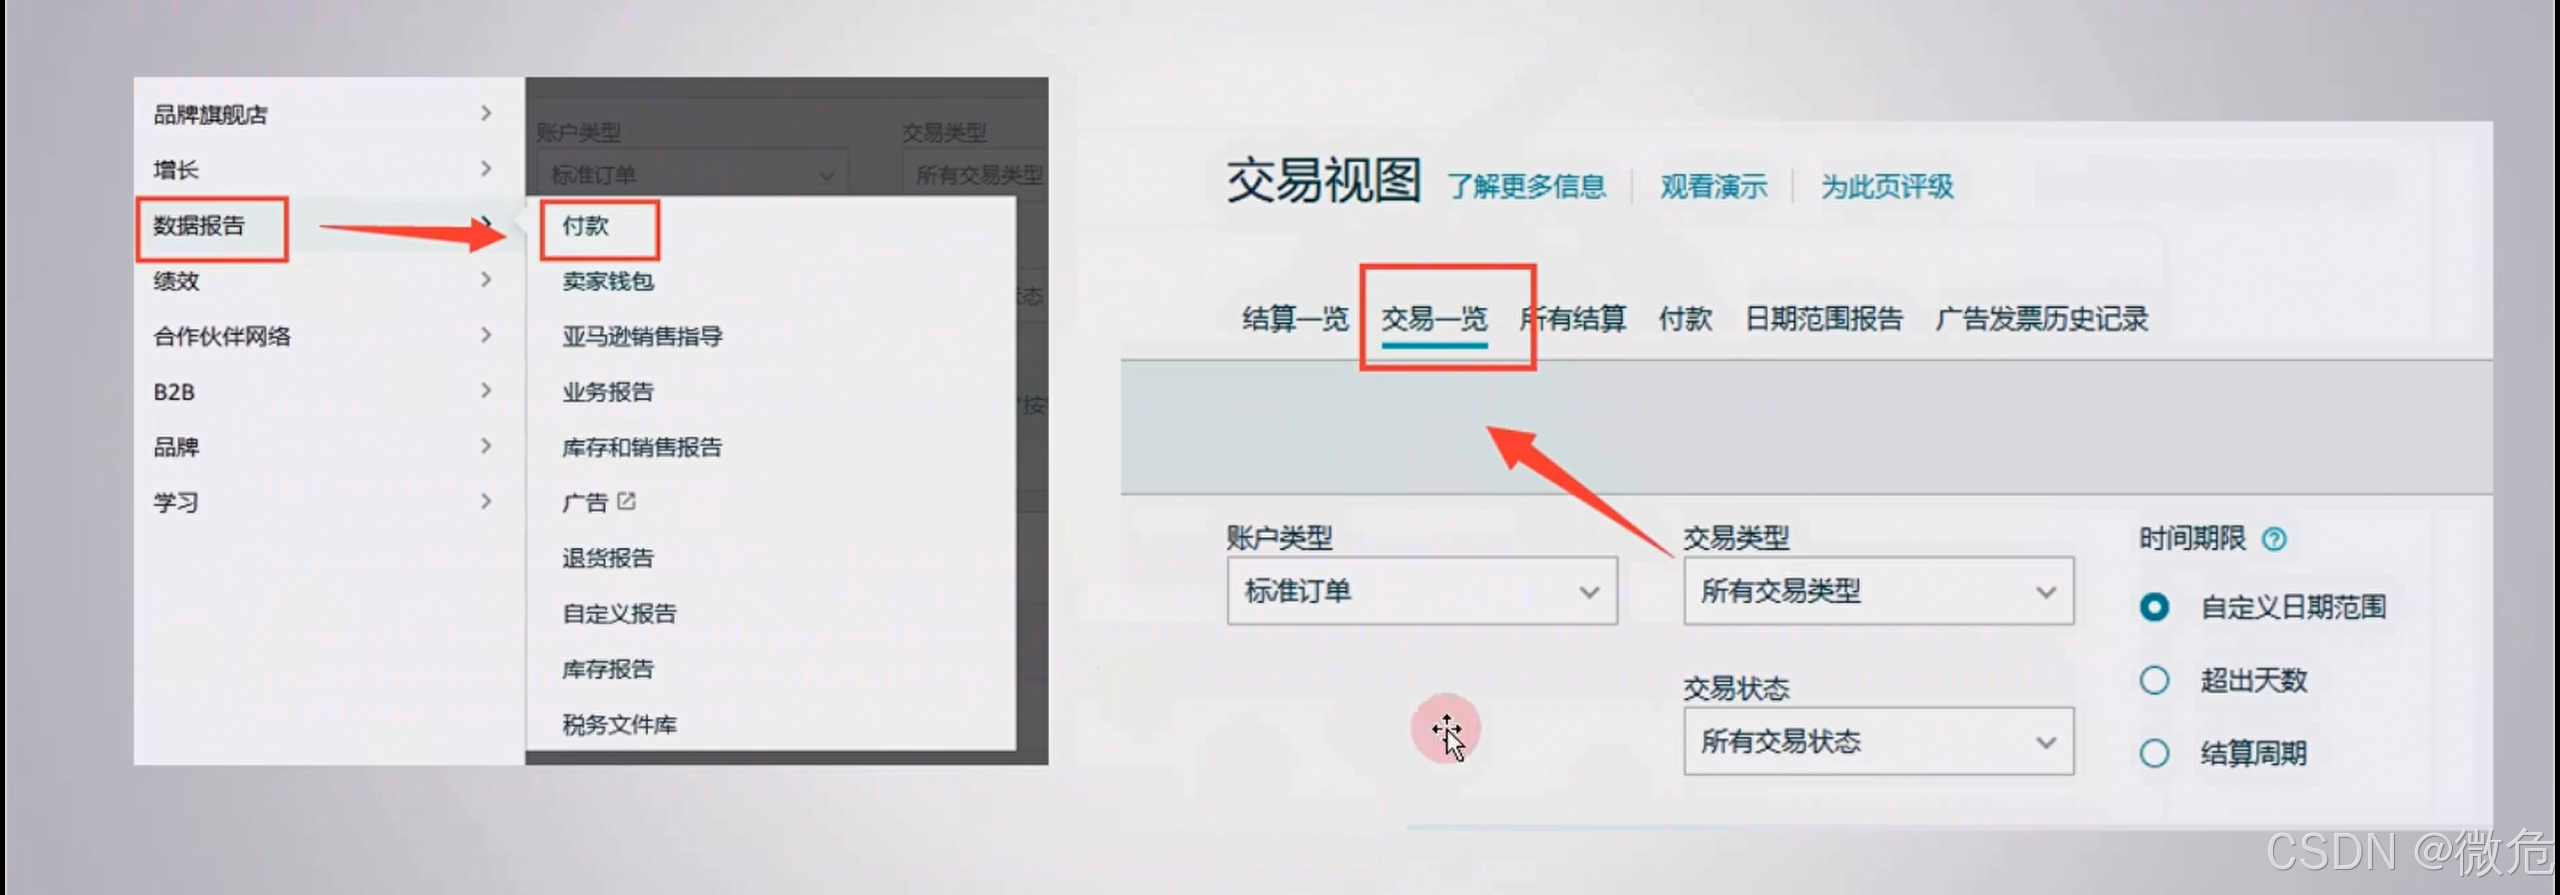 品牌旗舰店
增长
数据报告
绩效
合作伙伴网络
B2B
品牌
学习
账户类型
交易类型
标准订单
所有交易类型
付款
卖家钱包
亚马逊销售指导
业务报告
库存和销售报告
广告
退货报告
自定义报告
库存报告
税务文件库
状态
按
交易视图 了解更多信息 观看演示 为此页评级
结算一览 交易一览 所有结算 付款 日期范围报告 广告发票历史记录
账户类型 交易类型 时间期限
标准订单 所有交易类型 自定义日期范围
交易状态 超出天数
所有交易状态 结算周期
CSDN @微危